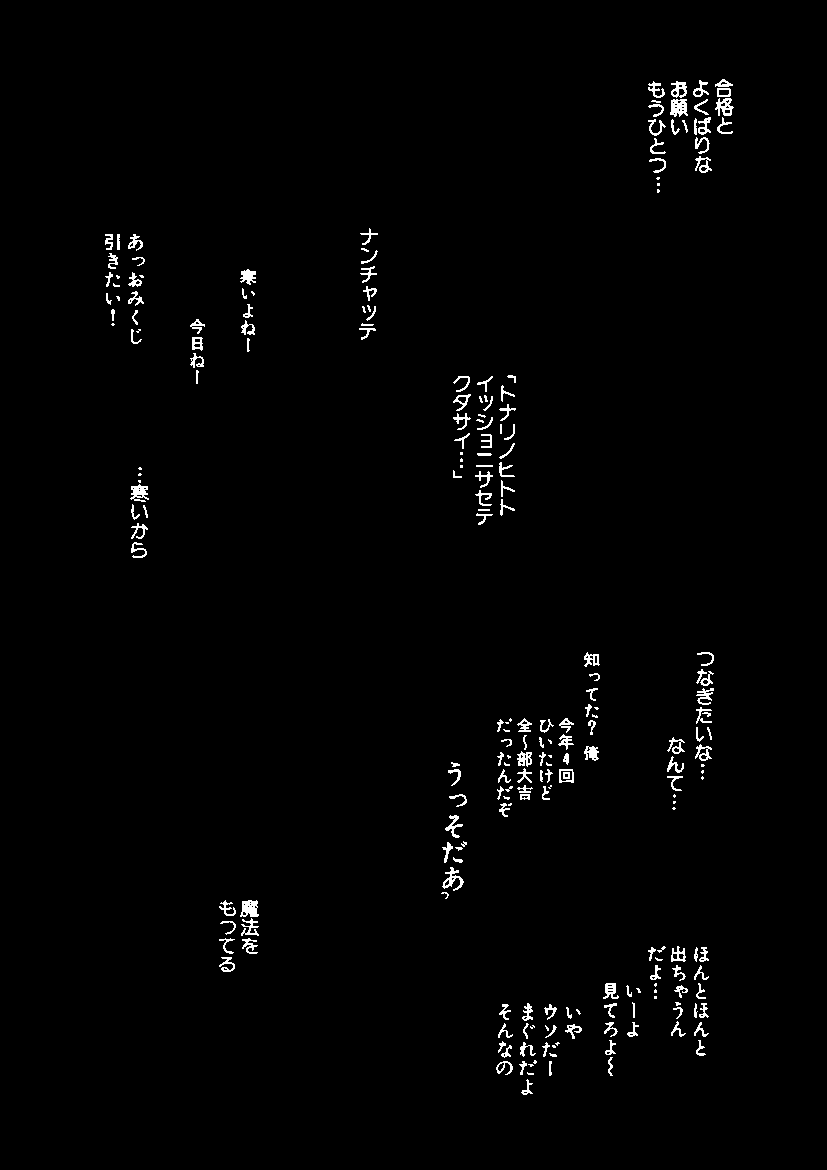 合格と
よくばりな
お願い
もうひとつ…
「トナリノヒトト
イッショニサセテ
クダサイ…」
ナンチャッテ
寒いよねー
今日ねー
あっおみくじ
引きたい！
…寒いから
つなぎたいな…
なんて…
知ってた？俺
今年4回
ひいたけど
全〜部大吉
だったんだぞ
うっそだあっ
ほんとほんと
出ちゃうん
だよ…
いーよ
見てろよ〜
いや
ウソだー
まぐれだよ
そんなの
魔法を
もってる